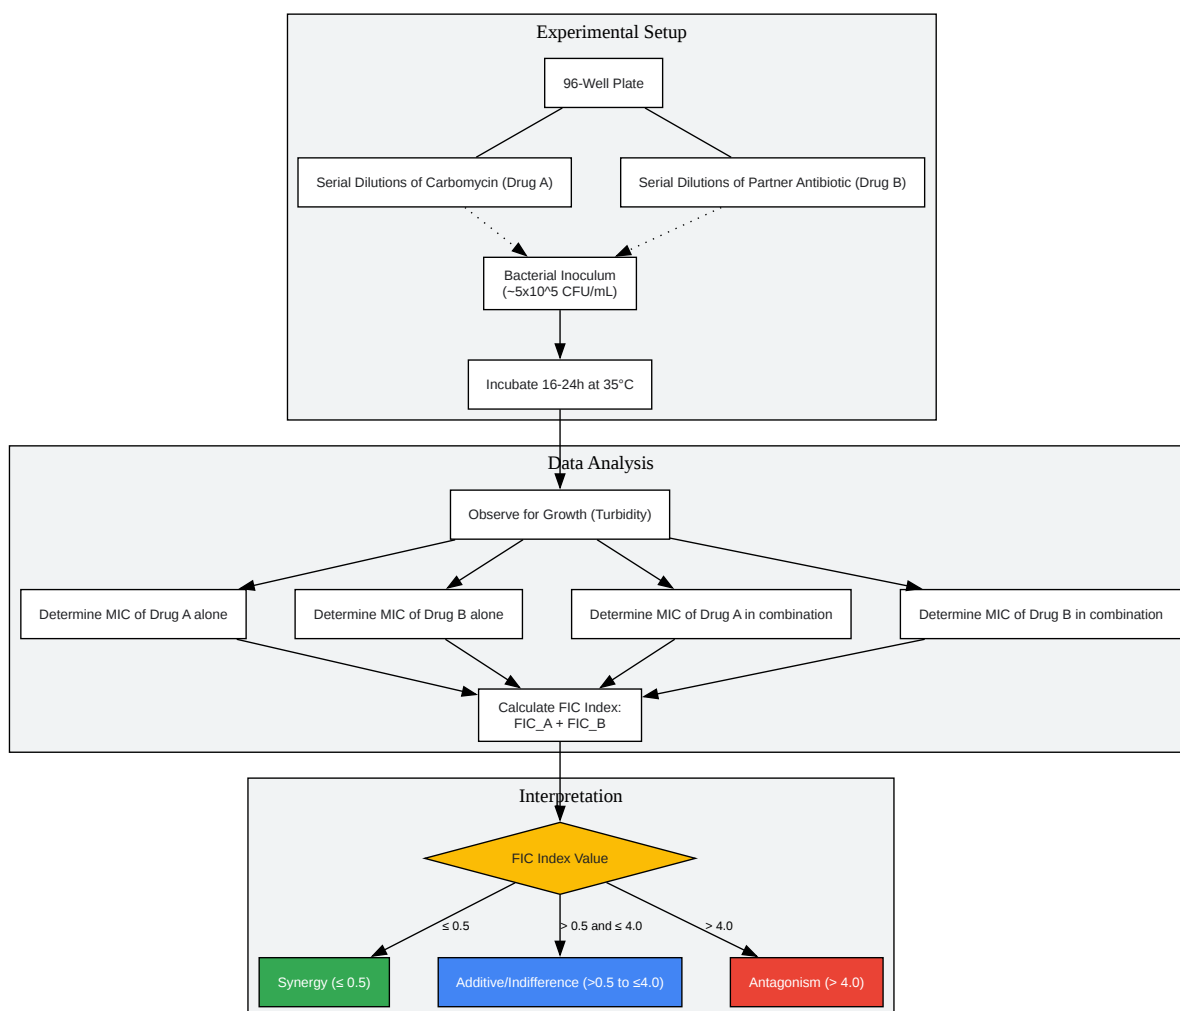 Experimental Setup
96-Well Plate
Serial Dilutions of Carbomycin (Drug A)
Serial Dilutions of Partner Antibiotic (Drug B)
Bacterial Inoculum
(~5x10^5 CFU/mL)
Incubate 16-24h at 35°C
Data Analysis
Observe for Growth (Turbidity)
Determine MIC of Drug A alone
Determine MIC of Drug B alone
Determine MIC of Drug A in combination
Determine MIC of Drug B in combination
Calculate FIC Index:
FIC_A + FIC_B
Interpretation
FIC Index Value
≤ 0.5
> 0.5 and ≤ 4.0
> 4.0
Synergy (≤ 0.5)
Additive/Indifference (>0.5 to ≤4.0)
Antagonism (> 4.0)